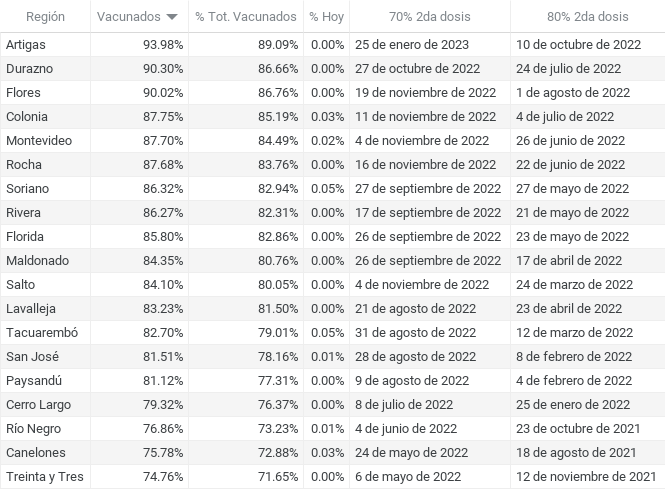 Región Vacunados % Tot. Vacunados % Hoy 70% 2da dosis 80% 2da dosis
Artigas 93.98% 89.09% 0.00% 25 de enero de 2023 10 de octubre de 2022
Durazno 90.30% 86.66% 0.00% 27 de octubre de 2022 24 de julio de 2022
Flores 90.02% 86.76% 0.00% 19 de noviembre de 2022 1 de agosto de 2022
Colonia 87.75% 85.19% 0.03% 11 de noviembre de 2022 4 de julio de 2022
Montevideo 87.70% 84.49% 0.02% 4 de noviembre de 2022 26 de junio de 2022
Rocha 87.68% 83.76% 0.00% 16 de noviembre de 2022 22 de junio de 2022
Soriano 86.32% 82.94% 0.05% 27 de septiembre de 2022 27 de mayo de 2022
Rivera 86.27% 82.31% 0.00% 17 de septiembre de 2022 21 de mayo de 2022
Florida 85.80% 82.86% 0.00% 26 de septiembre de 2022 23 de mayo de 2022
Maldonado 84.35% 80.76% 0.00% 26 de septiembre de 2022 17 de abril de 2022
Salto 84.10% 80.05% 0.00% 4 de noviembre de 2022 24 de marzo de 2022
Lavalleja 83.23% 81.50% 0.00% 21 de agosto de 2022 23 de abril de 2022
Tacuarembó 82.70% 79.01% 0.05% 31 de agosto de 2022 12 de marzo de 2022
San José 81.51% 78.16% 0.01% 28 de agosto de 2022 8 de febrero de 2022
Paysandú 81.12% 77.31% 0.00% 9 de agosto de 2022 4 de febrero de 2022
Cerro Largo 79.32% 76.37% 0.00% 8 de julio de 2022 25 de enero de 2022
Río Negro 76.86% 73.23% 0.01% 4 de junio de 2022 23 de octubre de 2021
Canelones 75.78% 72.88% 0.03% 24 de mayo de 2022 18 de agosto de 2021
Treinta y Tres 74.76% 71.65% 0.00% 6 de mayo de 2022 12 de noviembre de 2021